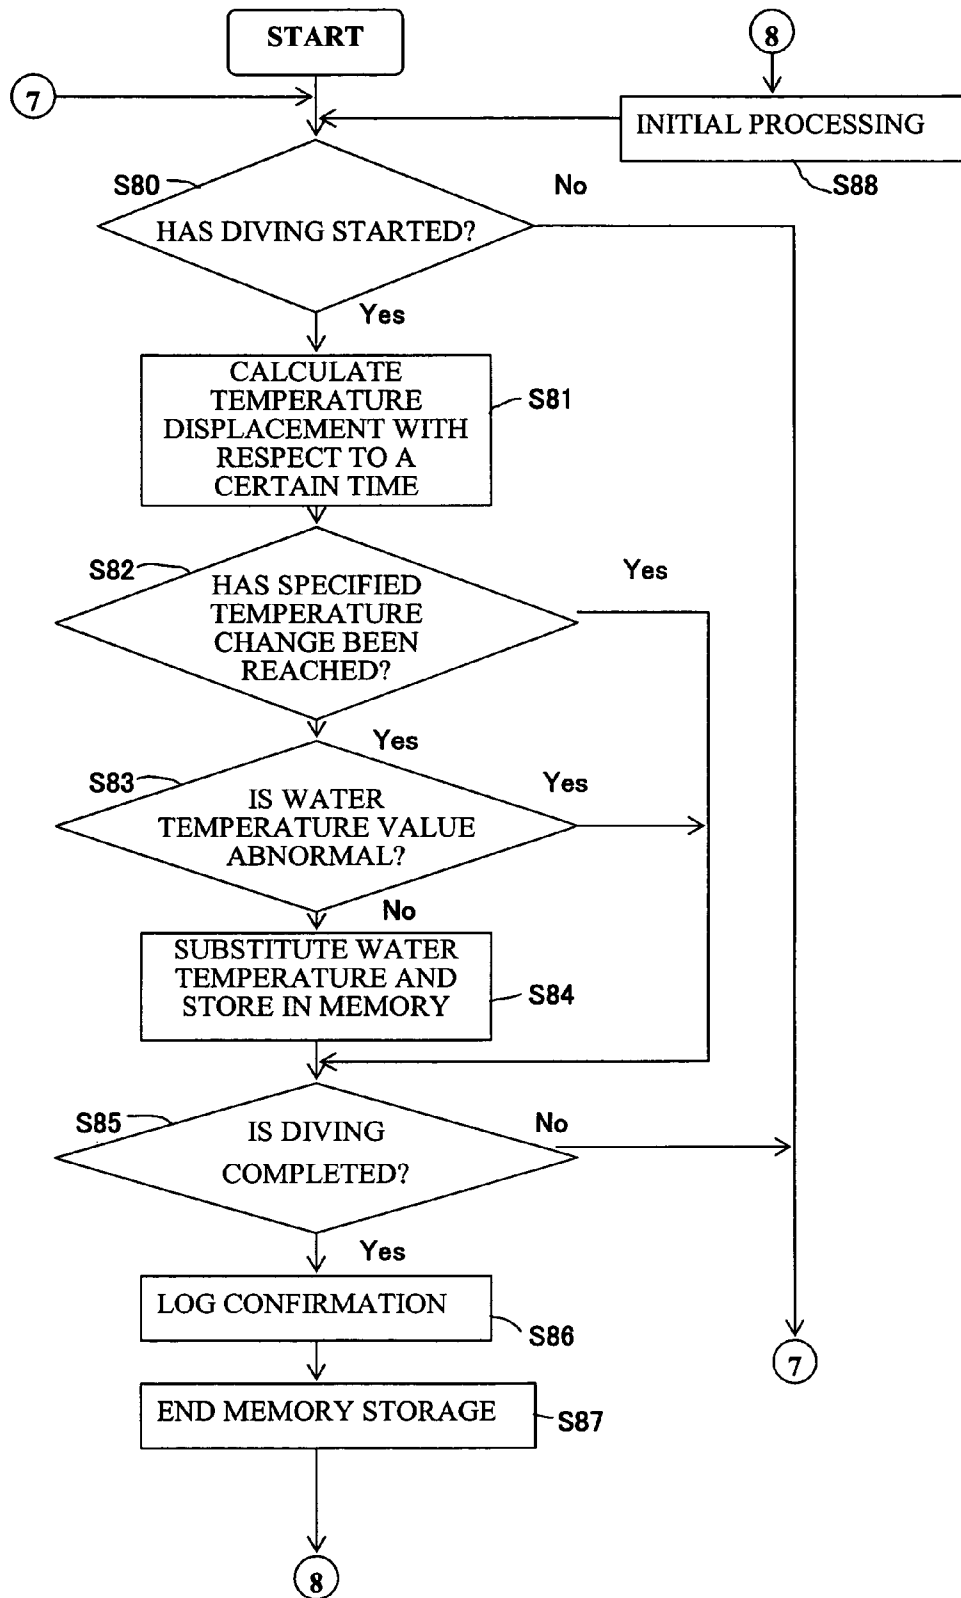 START
8
7
INITIAL PROCESSING
S88
S80
No
HAS DIVING STARTED?
Yes
CALCULATE
TEMPERATURE
DISPLACEMENT WITH
RESPECT TO A
CERTAIN TIME
S81
S82
Yes
HAS SPECIFIED
TEMPERATURE
CHANGE BEEN
REACHED?
Yes
S83
Yes
IS WATER
TEMPERATURE VALUE
ABNORMAL?
No
SUBSTITUTE WATER
TEMPERATURE AND
STORE IN MEMORY
S84
S85
No
IS DIVING
COMPLETED?
Yes
LOG CONFIRMATION
S86
7
END MEMORY STORAGE
S87
8